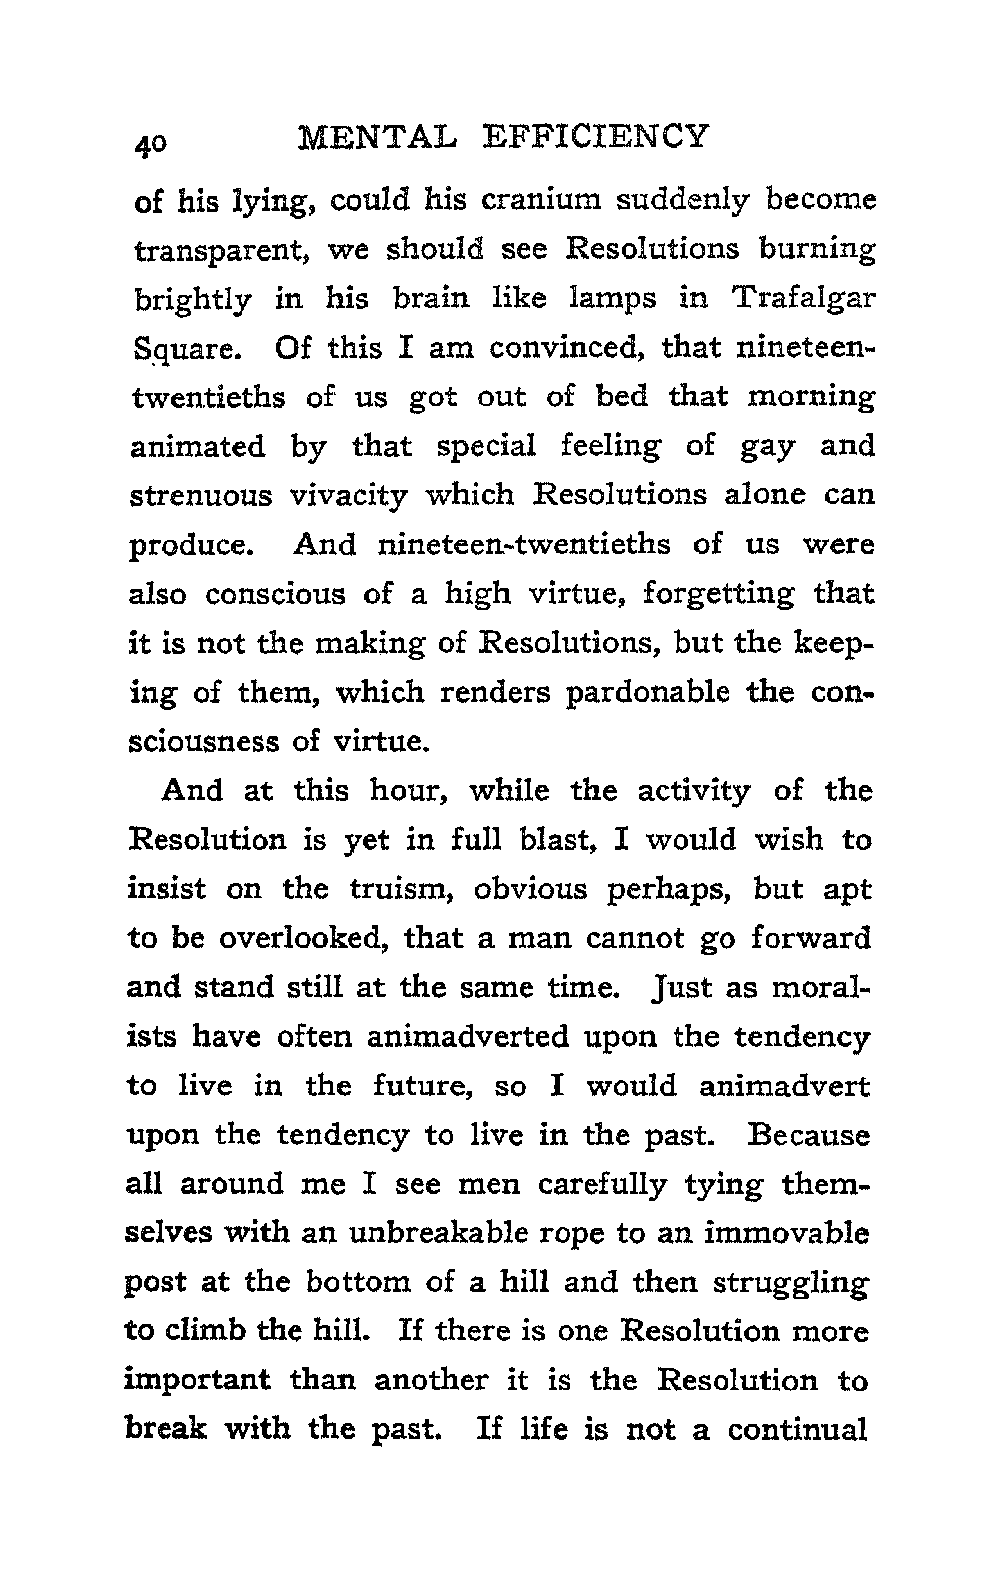 40 MENTAL EFFICIENCY
of his lying, could his cranium suddenly become
transparent, we should see Resolutions burning
brightly in his brain like lamps in Trafalgar
Square. Of this I am convinced, that nineteen-
twentieths of us got out of bed that morning
animated by that special feeling of gay and
strenuous vivacity which Resolutions alone can
produce. And nineteen-twentieths of us were
also conscious of a high virtue, forgetting that
it is not the making of Resolutions, but the keep-
ing of them, which renders pardonable the con-
sciousness of virtue.
And at this hour, while the activity of the
Resolution is yet in full blast, I would wish to
insist on the truism, obvious perhaps, but apt
to be overlooked, that a man cannot go forward
and stand still at the same time. Just as moral-
ists have often animadverted upon the tendency
to live in the future, so I would animadvert
upon the tendency to live in the past. Because
all around me I see men carefully tying them-
selves with an unbreakable rope to an immovable
post at the bottom of a hill and then struggling
to climb the hill. If there is one Resolution more
important than another it is the Resolution to
break with the past. If life is not a continual